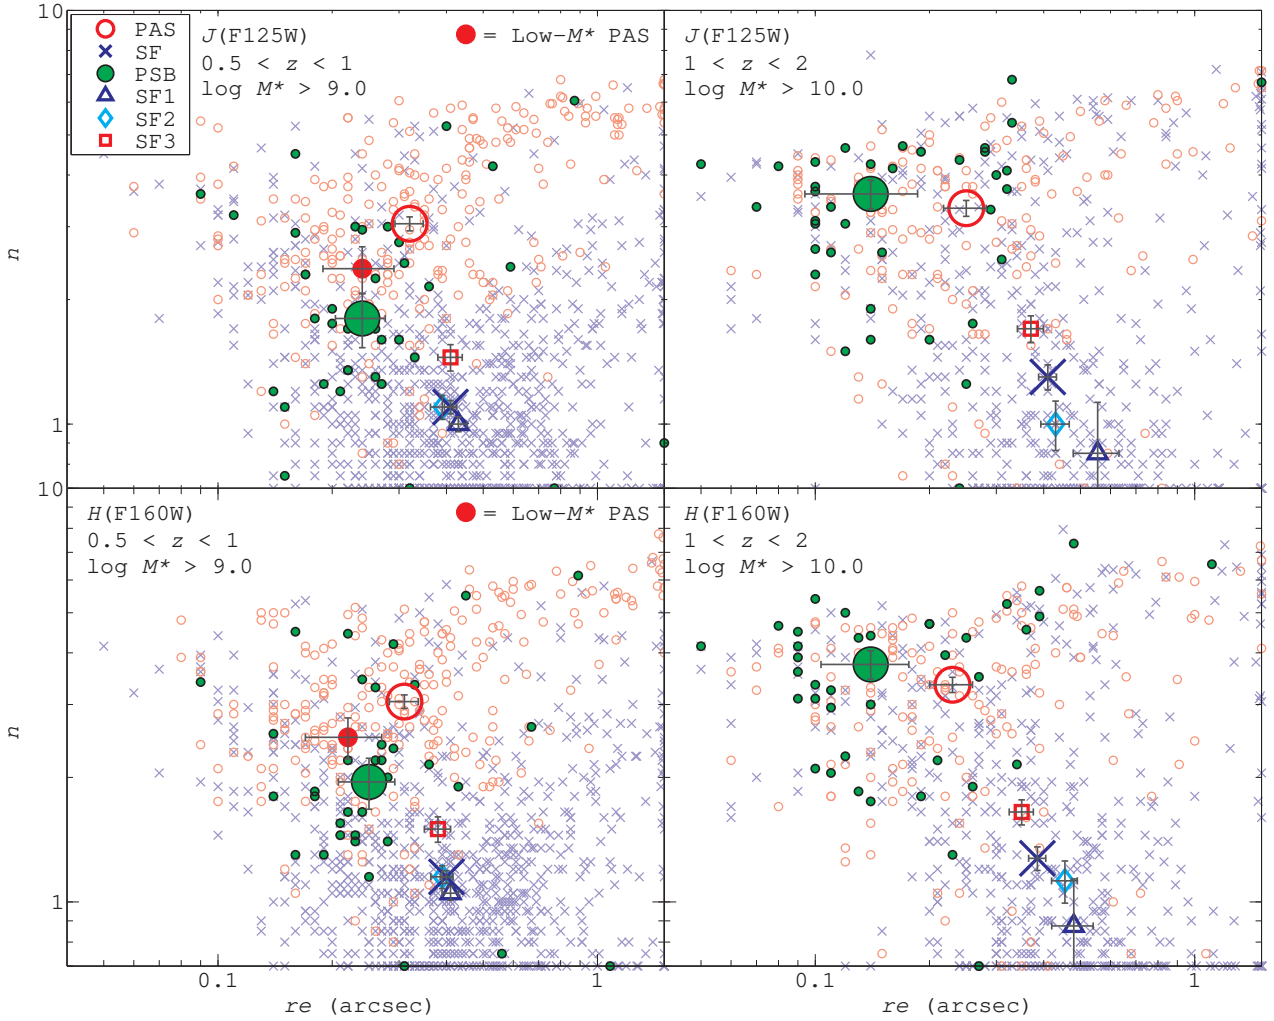 10
PAS
SF
PSB
SF1
SF2
SF3
J(F125W)
0.5 < z < 1
log M* > 9.0
= Low-M* PAS
J(F125W)
1 < z < 2
log M* > 10.0
n
1
10
H(F160W)
0.5 < z < 1
log M* > 9.0
= Low-M* PAS
H(F160W)
1 < z < 2
log M* > 10.0
n
1
0.1
1
0.1
1
re (arcsec)
re (arcsec)